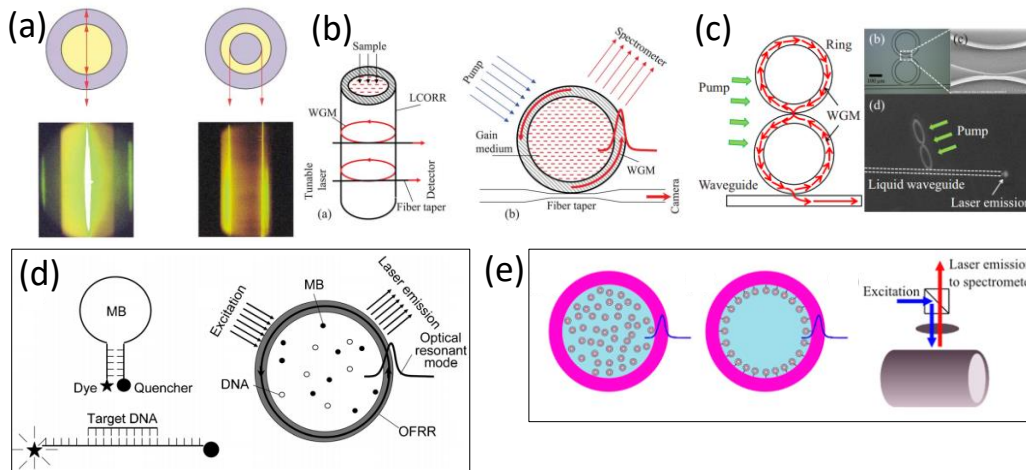 (a)
(b)
Sample
LCORR
WGM
Tunable
laser
Detector
Fiber taper
(a)
Pump
Spectrometer
Gain
medium
WGM
Fiber taper
Camera
(b)
(c)
Ring
Pump
WGM
Waveguide
(b)
(c)
100 μm
(d)
Pump
Liquid waveguide
Laser emission
(d)
MB
Dye
Quencher
Target DNA
Excitation
MB
Laser emission
Optical
resonant
mode
DNA
OFRR
(e)
Laser emission
to spectrometer
Excitation